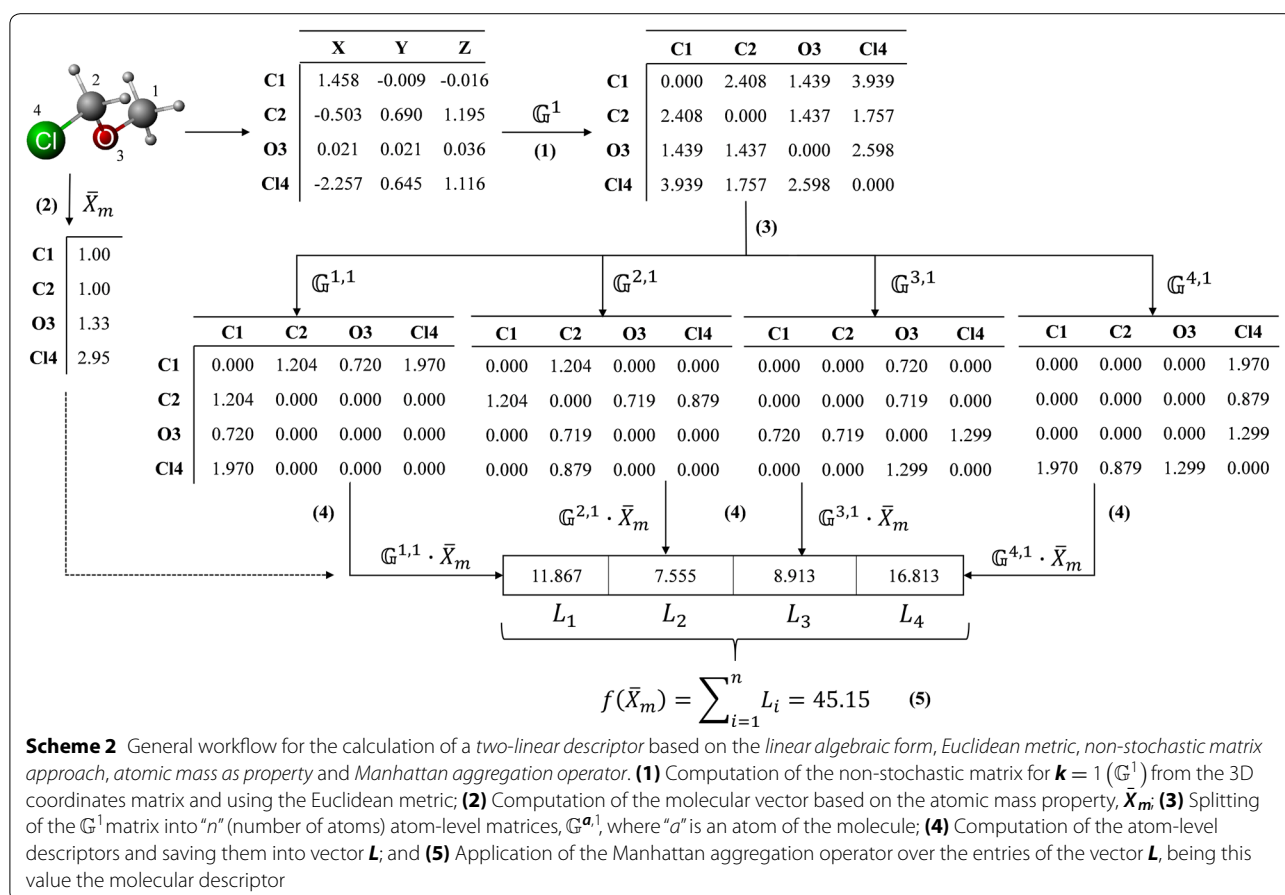 X Y Z
C1 1.458 -0.009 -0.016
C2 -0.503 0.690 1.195
O3 0.021 0.021 0.036
Cl4 -2.257 0.645 1.116
4
2
1
3
Cl
O
𝔾¹
(1)
C1 C2 O3 Cl4
C1 0.000 2.408 1.439 3.939
C2 2.408 0.000 1.437 1.757
O3 1.439 1.437 0.000 2.598
Cl4 3.939 1.757 2.598 0.000
(2) X̄ₘ
C1 1.00
C2 1.00
O3 1.33
Cl4 2.95
(3)
𝔾¹,¹ 𝔾²,¹ 𝔾³,¹ 𝔾⁴,¹
C1 C2 O3 Cl4 C1 C2 O3 Cl4 C1 C2 O3 Cl4 C1 C2 O3 Cl4
C1 0.000 1.204 0.720 1.970 0.000 1.204 0.000 0.000 0.000 0.000 0.720 0.000 0.000 0.000 0.000 1.970
C2 1.204 0.000 0.000 0.000 1.204 0.000 0.719 0.879 0.000 0.000 0.719 0.000 0.000 0.000 0.000 0.879
O3 0.720 0.000 0.000 0.000 0.000 0.719 0.000 0.000 0.720 0.719 0.000 1.299 0.000 0.000 0.000 1.299
Cl4 1.970 0.000 0.000 0.000 0.000 0.879 0.000 0.000 0.000 0.000 1.299 0.000 1.970 0.879 1.299 0.000
(4) 𝔾²,¹ · X̄ₘ (4) 𝔾³,¹ · X̄ₘ (4)
𝔾¹,¹ · X̄ₘ 𝔾⁴,¹ · X̄ₘ
11.867 7.555 8.913 16.813
L₁ L₂ L₃ L₄
f(X̄ₘ) = ∑ⁿᵢ₌₁ Lᵢ = 45.15 (5)
Scheme 2 General workflow for the calculation of a two-linear descriptor based on the linear algebraic form, Euclidean metric, non-stochastic matrix
approach, atomic mass as property and Manhattan aggregation operator. (1) Computation of the non-stochastic matrix for k = 1 (𝔾¹) from the 3D
coordinates matrix and using the Euclidean metric; (2) Computation of the molecular vector based on the atomic mass property, X̄ₘ; (3) Splitting
of the 𝔾¹ matrix into "n" (number of atoms) atom-level matrices, 𝔾ᵃ,¹, where "a" is an atom of the molecule; (4) Computation of the atom-level
descriptors and saving them into vector L; and (5) Application of the Manhattan aggregation operator over the entries of the vector L, being this
value the molecular descriptor